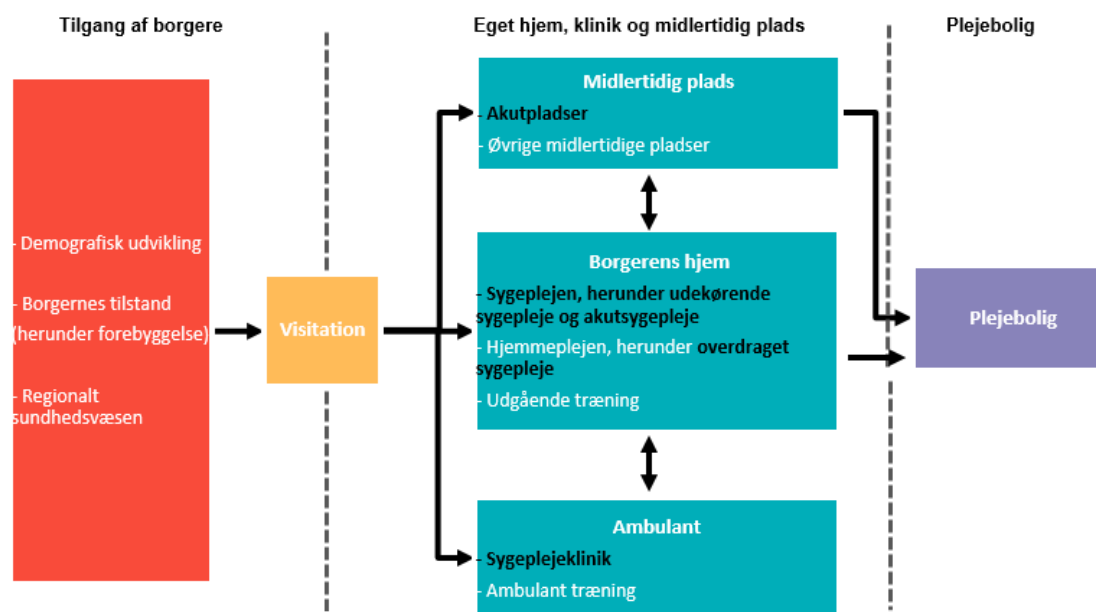 Tilgang af borgere
Eget hjem, klinik og midlertidig plads
Plejebolig
- Demografisk udvikling
- Borgernes tilstand
(herunder forebyggelse)
- Regionalt
sundhedsvæsen
Visitation
Midlertidig plads
- Akutpladser
- Øvrige midlertidige pladser
Borgerens hjem
- Sygeplejen, herunder udekørende
sygepleje og akutsygepleje
- Hjemmeplejen, herunder overdraget
sygepleje
- Udgående træning
Ambulant
- Sygeplejeklinik
- Ambulant træning
Plejebolig